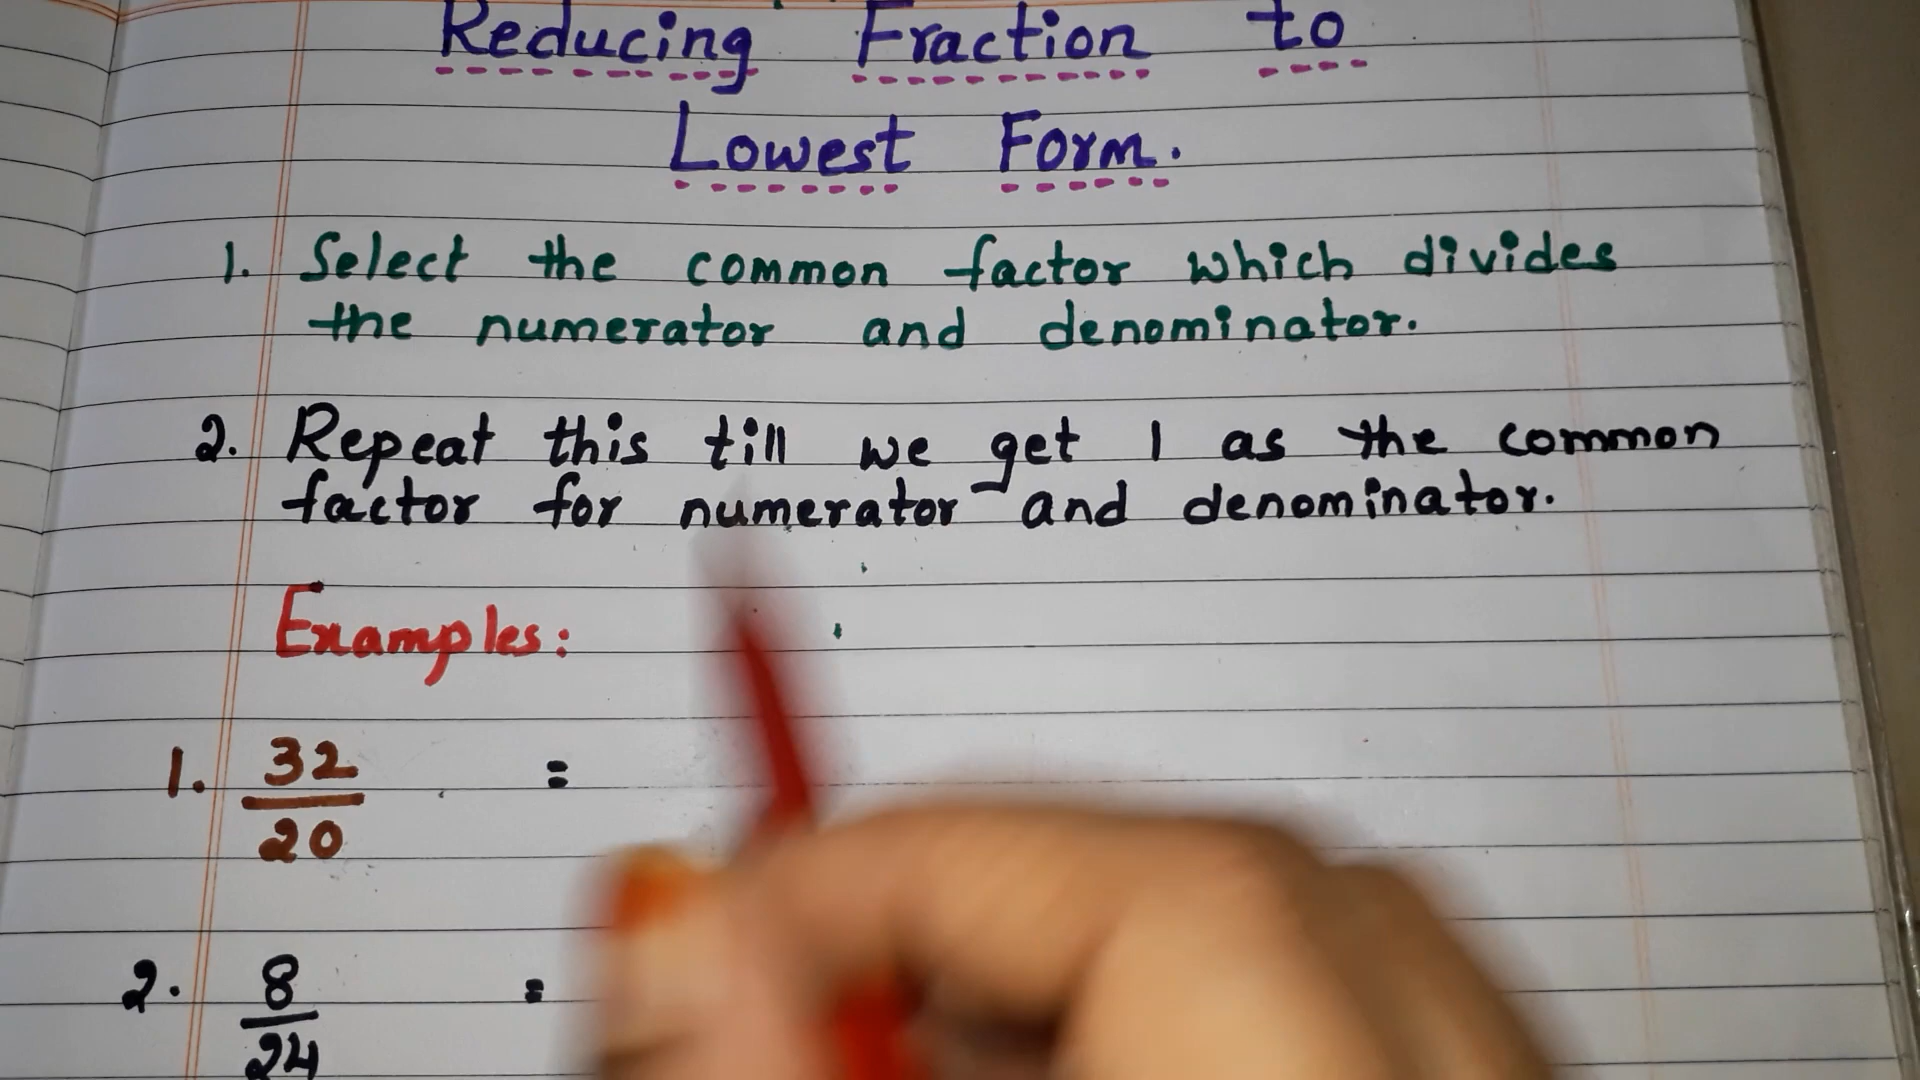 Reducing Fraction to
Lowest Form.
1. Select the common factor which divides
the numerator and denominator.
2. Repeat this till we get 1 as the common
factor for numerator and denominator.
Examples:
1. 32/20 =
2. 8/24 =